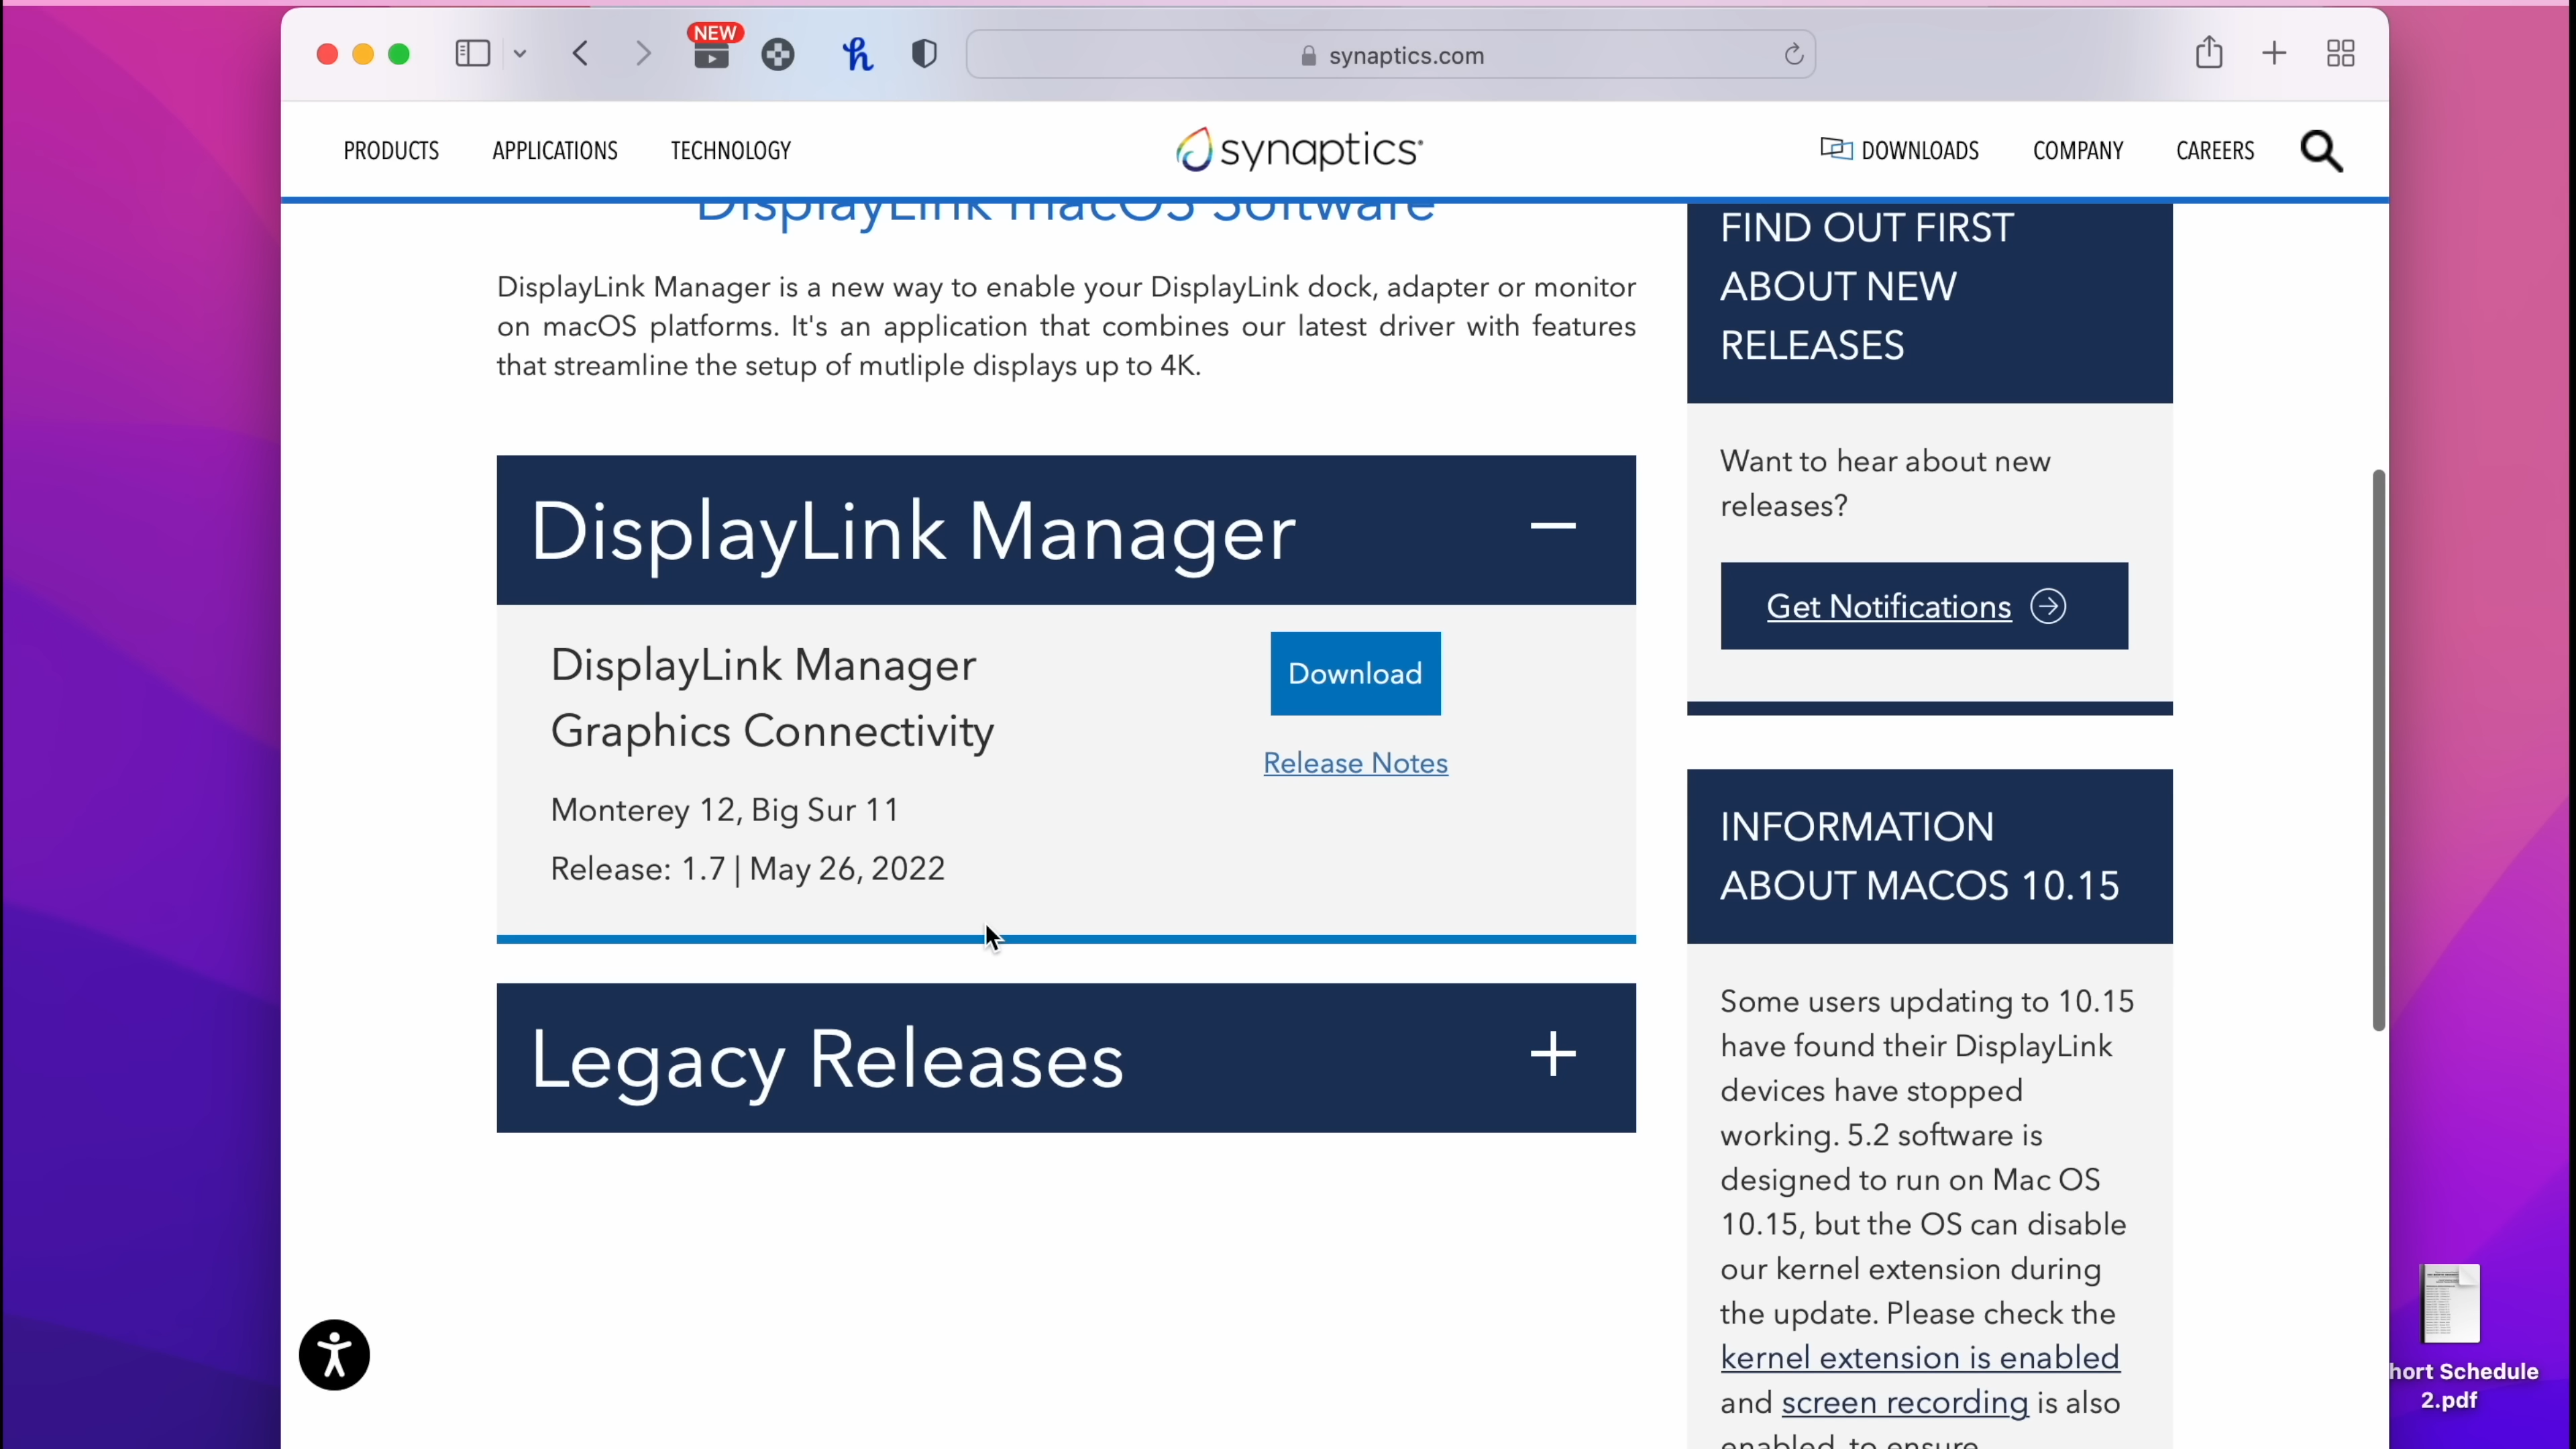 NEW
synaptics.com
PRODUCTS APPLICATIONS TECHNOLOGY synaptics DOWNLOADS COMPANY CAREERS
DisplayLink macOS Software
DisplayLink Manager is a new way to enable your DisplayLink dock, adapter or monitor
on macOS platforms. It's an application that combines our latest driver with features
that streamline the setup of mutliple displays up to 4K.
DisplayLink Manager
DisplayLink Manager
Graphics Connectivity
Monterey 12, Big Sur 11
Release: 1.7 | May 26, 2022
Download
Release Notes
Legacy Releases
FIND OUT FIRST
ABOUT NEW
RELEASES
Want to hear about new
releases?
Get Notifications
INFORMATION
ABOUT MACOS 10.15
Some users updating to 10.15
have found their DisplayLink
devices have stopped
working. 5.2 software is
designed to run on Mac OS
10.15, but the OS can disable
our kernel extension during
the update. Please check the
kernel extension is enabled
and screen recording is also
enabled, to ensure
hort Schedule
2.pdf